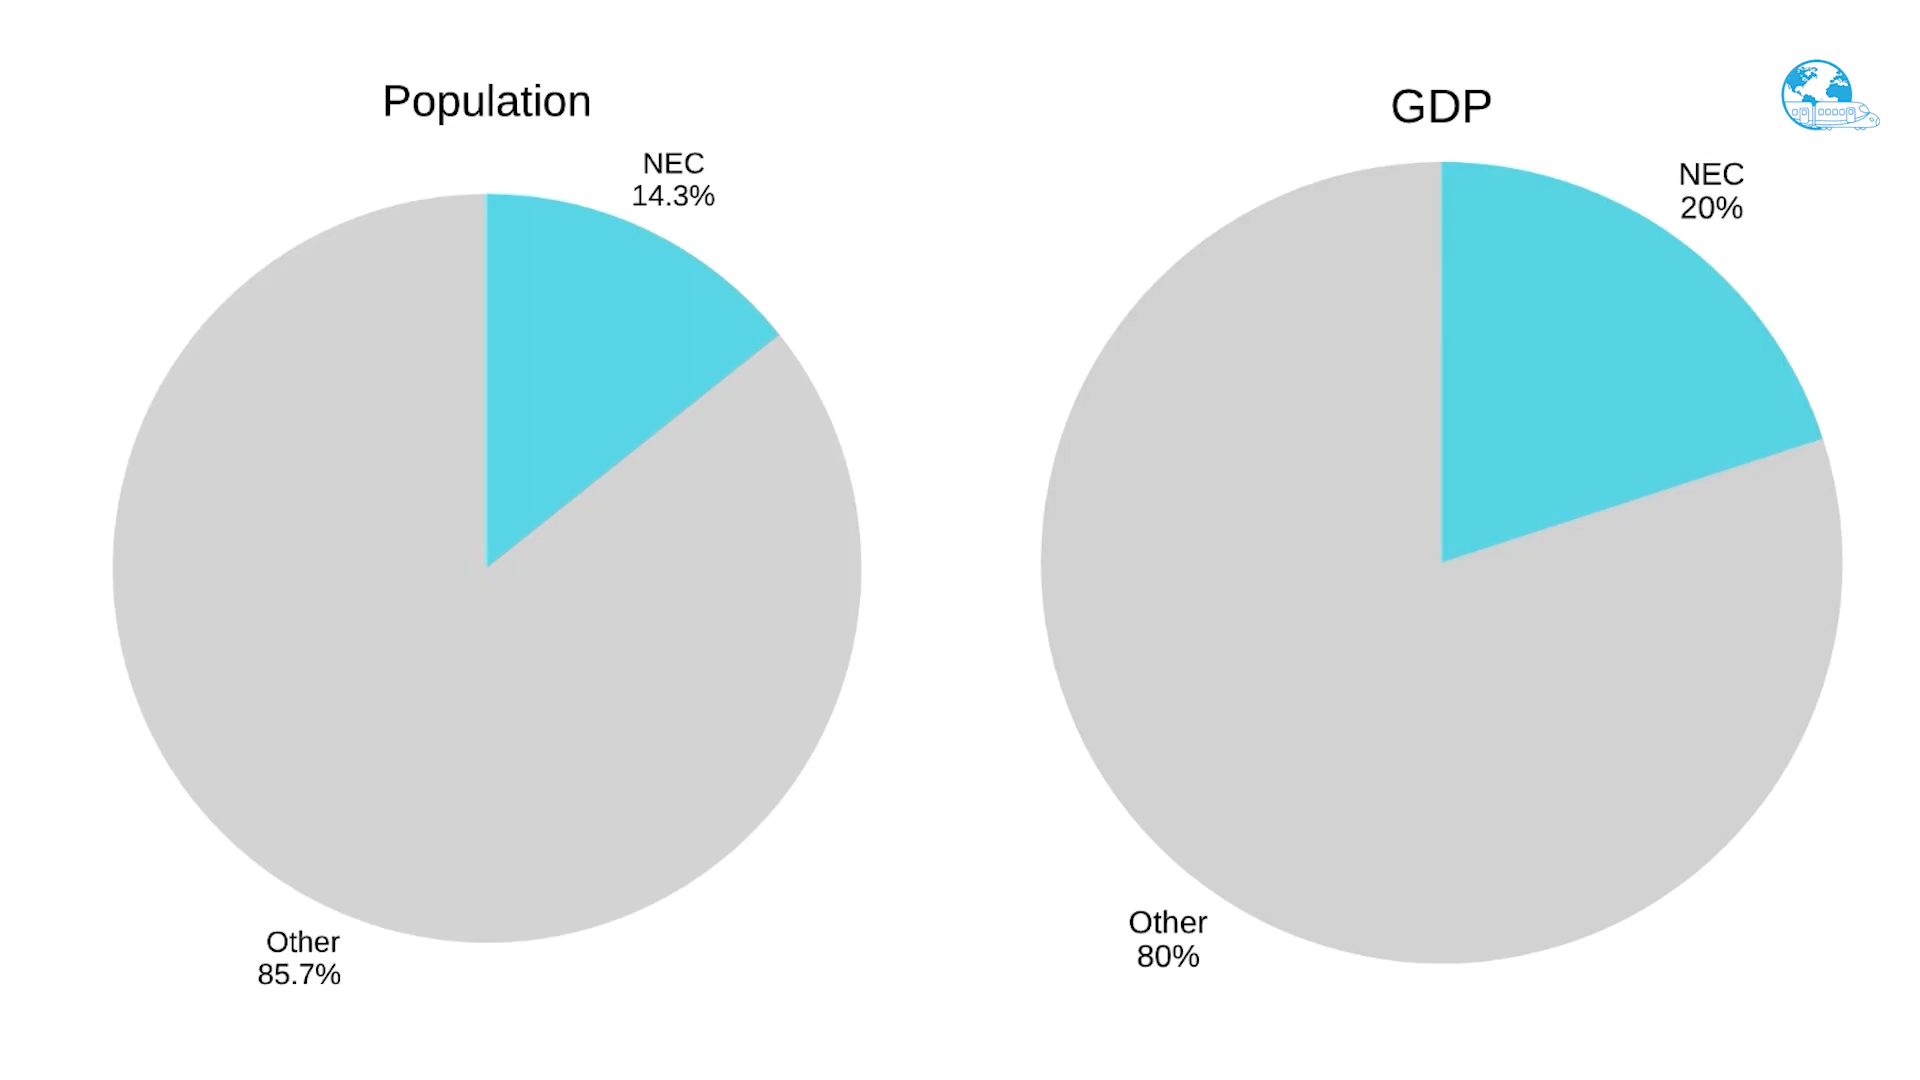 Population
NEC
14.3%
Other
85.7%
GDP
NEC
20%
Other
80%